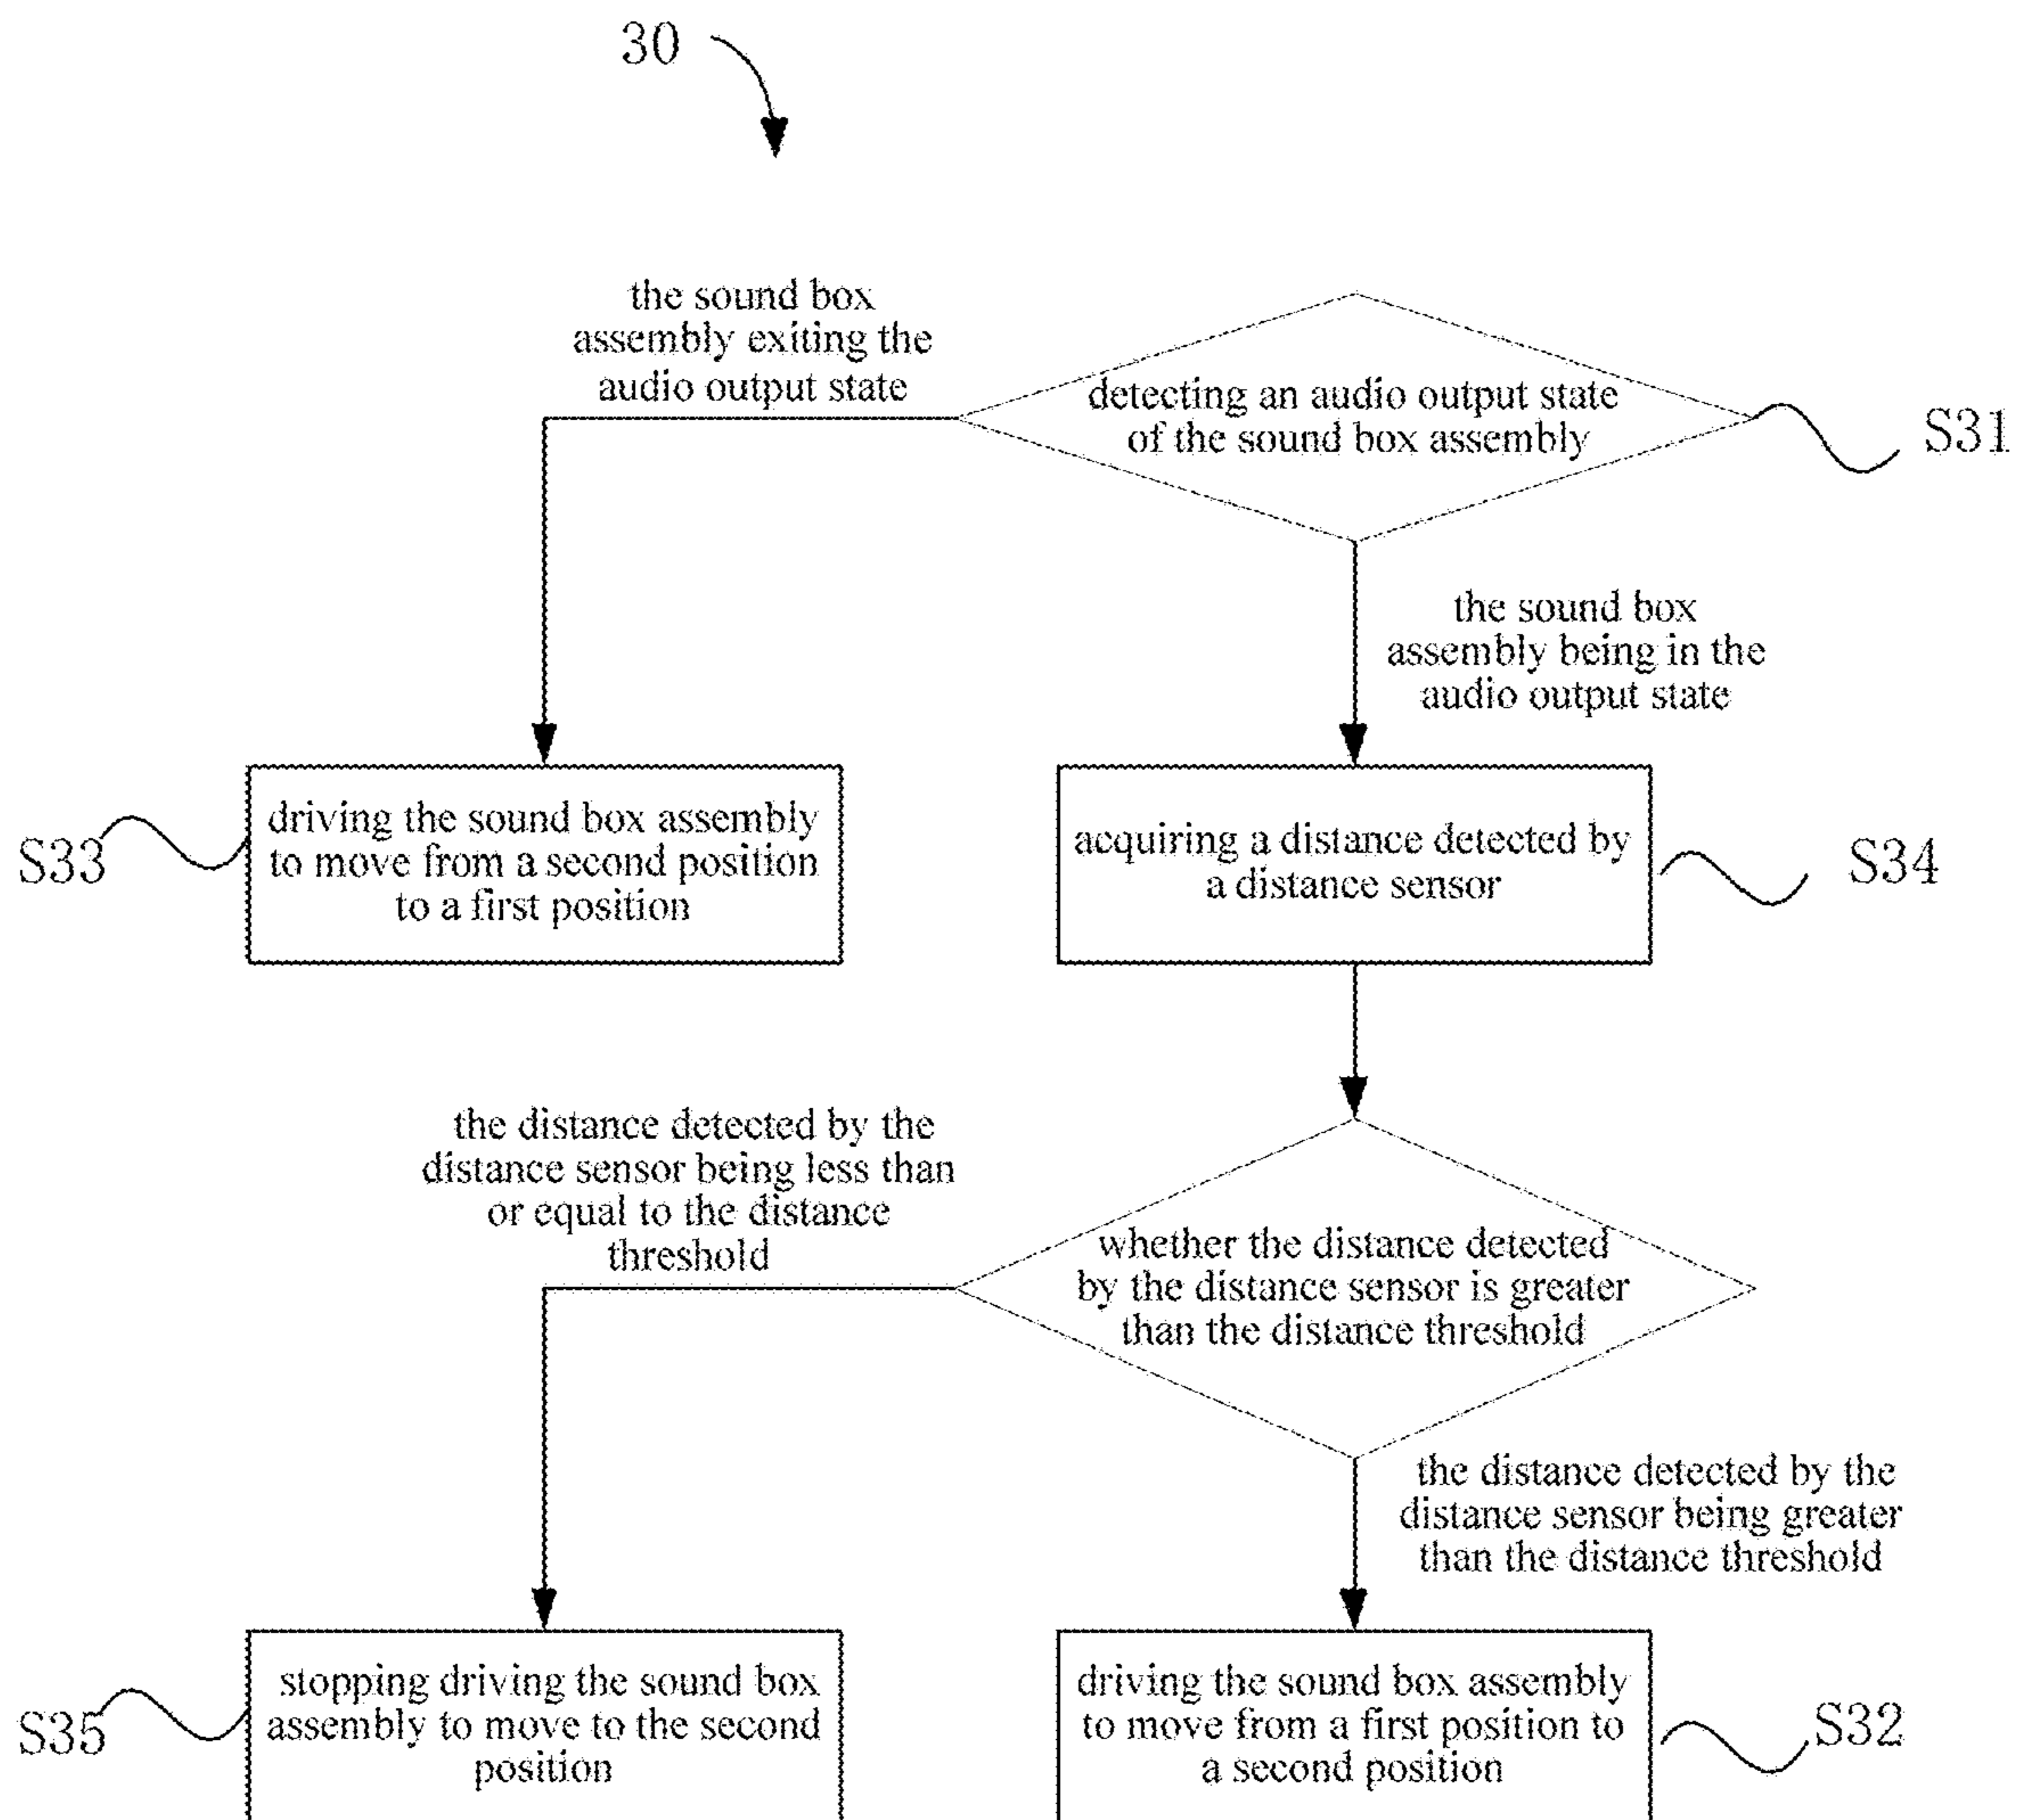 30
the sound box
assembly exiting the
audio output state
detecting an audio output state
of the sound box assembly
S31
the sound box
assembly being in the
audio output state
S33
driving the sound box assembly
to move from a second position
to a first position
acquiring a distance detected by
a distance sensor
S34
the distance detected by the
distance sensor being less than
or equal to the distance
threshold
whether the distance detected
by the distance sensor is greater
than the distance threshold
the distance detected by the
distance sensor being greater
than the distance threshold
S35
stopping driving the sound box
assembly to move to the second
position
driving the sound box assembly
to move from a first position to
a second position
S32